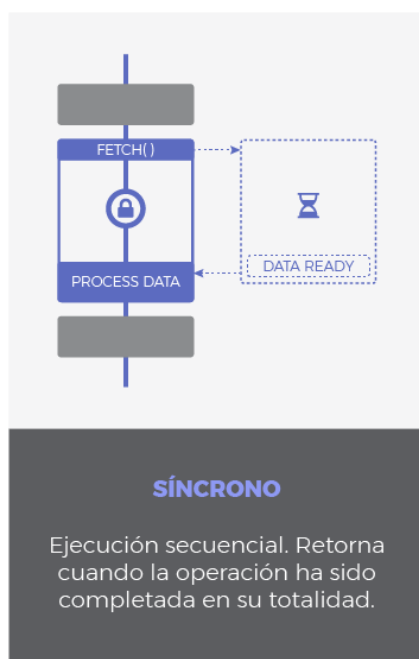 FETCH( )
DATA READY
PROCESS DATA
SÍNCRONO
Ejecución secuencial. Retorna
cuando la operación ha sido
completada en su totalidad.